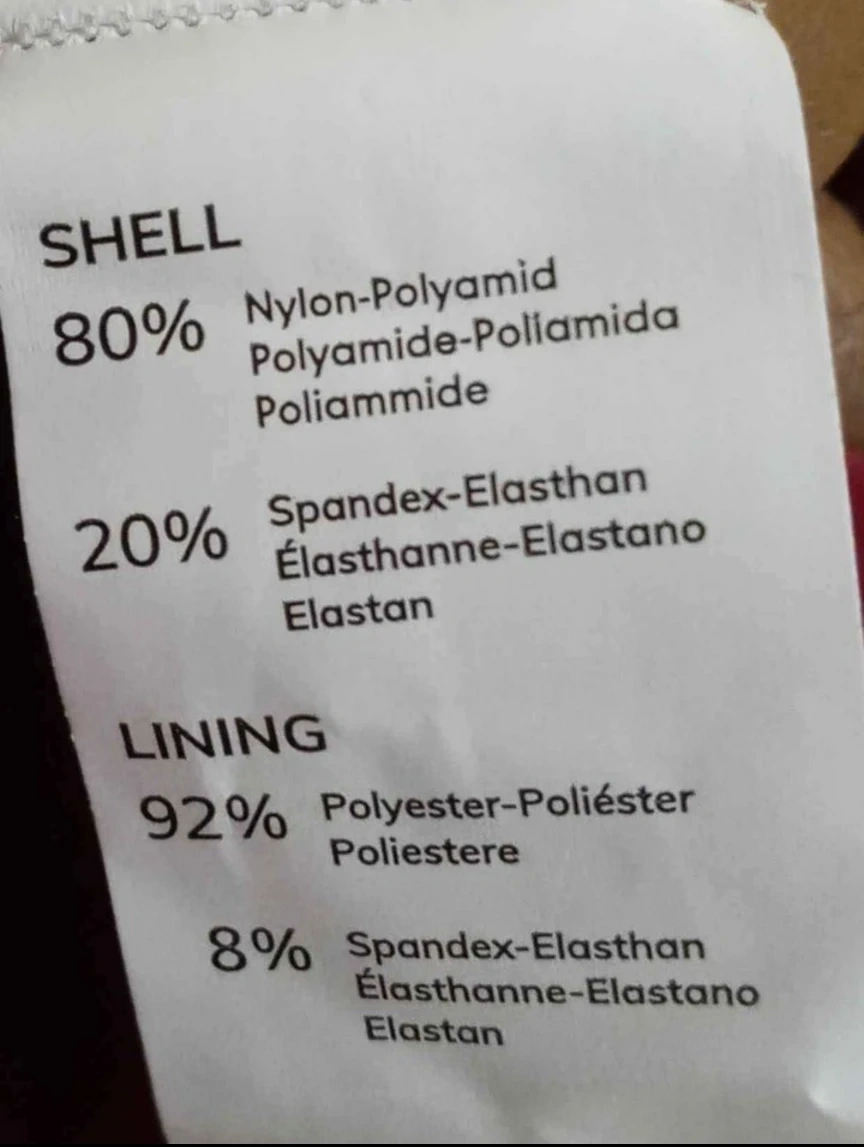 SHELL
80% Nylon-Polyamid
Polyamide-Poliamida
Poliammide
20% Spandex-Elasthan
Élasthanne-Elastano
Elastan
LINING
92% Polyester-Poliéster
Poliestere
8% Spandex-Elasthan
Élasthanne-Elastano
Elastan